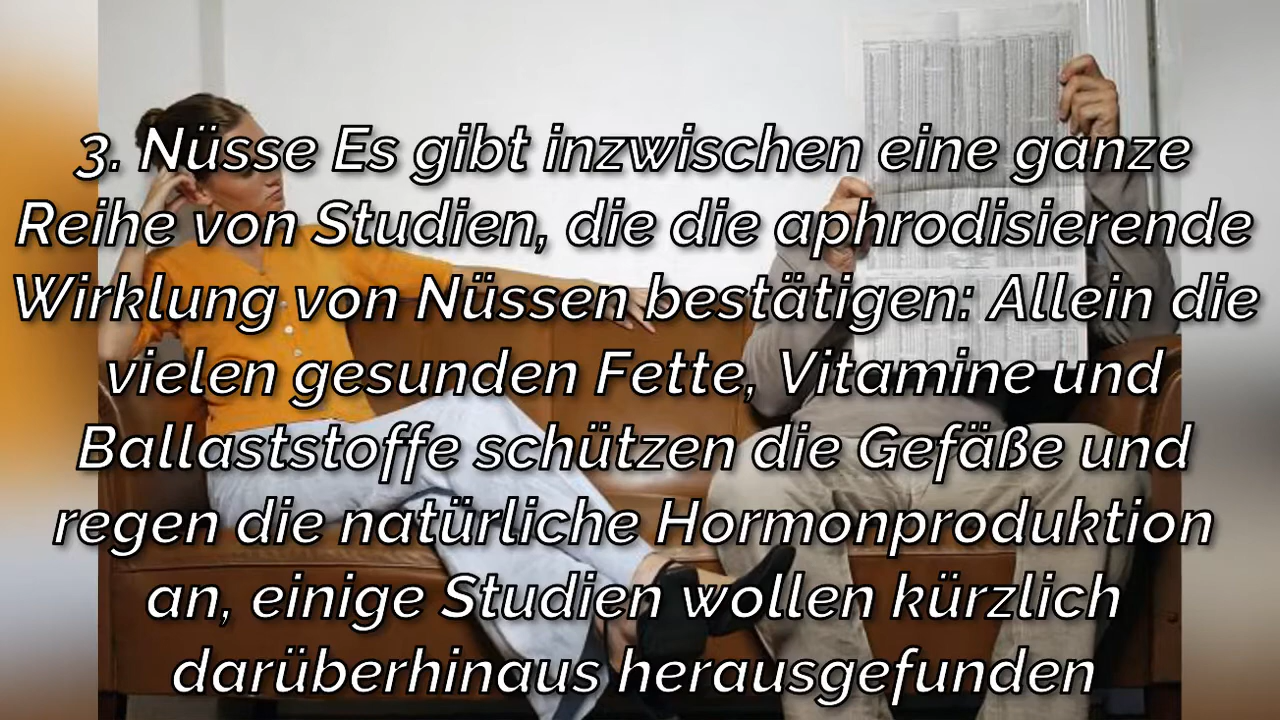 3. Nüsse Es gibt inzwischen eine ganze
Reihe von Studien, die die aphrodisierende
Wirklung von Nüssen bestätigen: Allein die
vielen gesunden Fette, Vitamine und
Ballaststoffe schützen die Gefäße und
regen die natürliche Hormonproduktion
an, einige Studien wollen kürzlich
darüberhinaus herausgefunden